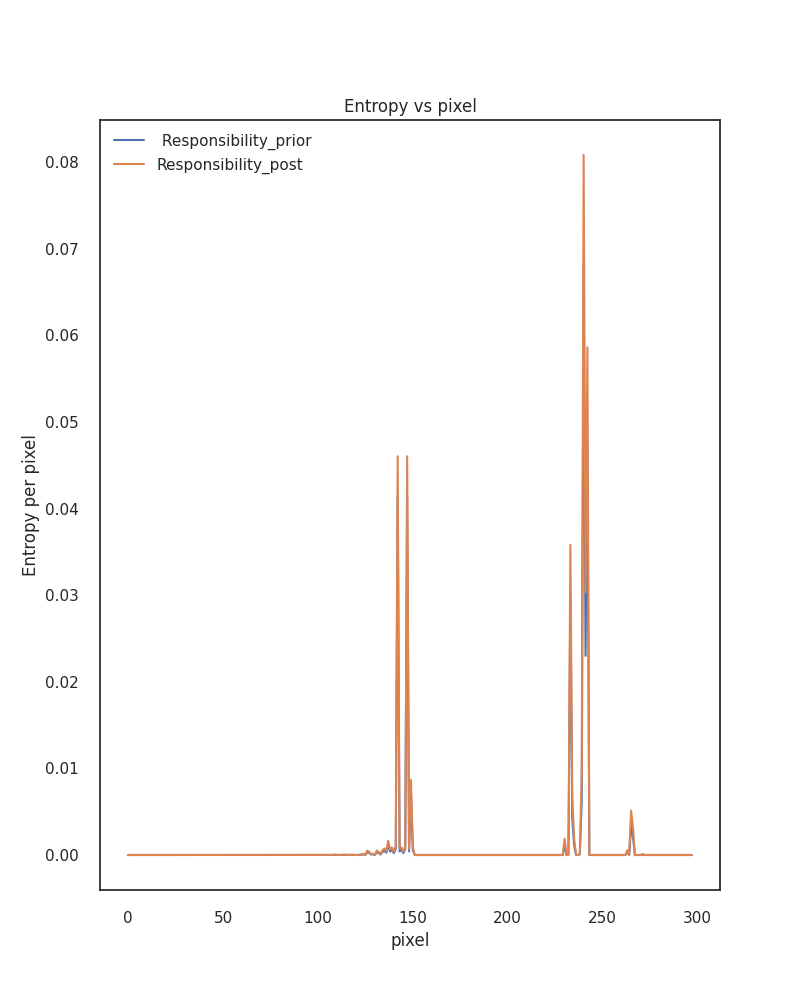 Entropy vs pixel
Responsibility_prior
Responsibility_post
0.08
0.07
0.06
0.05
0.04
0.03
0.02
0.01
0.00
Entropy per pixel
0 50 100 150 200 250 300
pixel